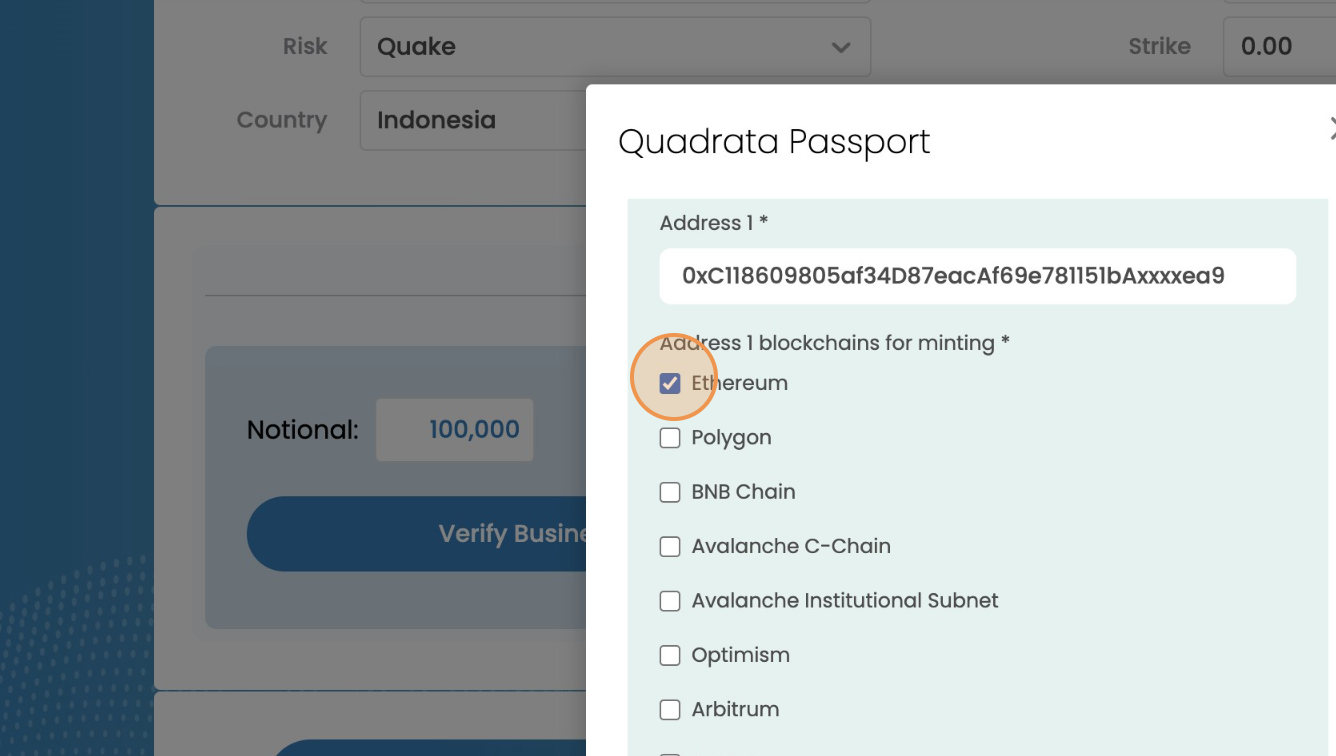 Risk
Quake
Strike
0.00
Country
Indonesia
Quadrata Passport
Address 1 *
0xC118609805af34D87eacAf69e781151bAxxxxea9
Address 1 blockchains for minting *
Ethereum
Notional:
100,000
Polygon
BNB Chain
Verify Busine
Avalanche C-Chain
Avalanche Institutional Subnet
Optimism
Arbitrum